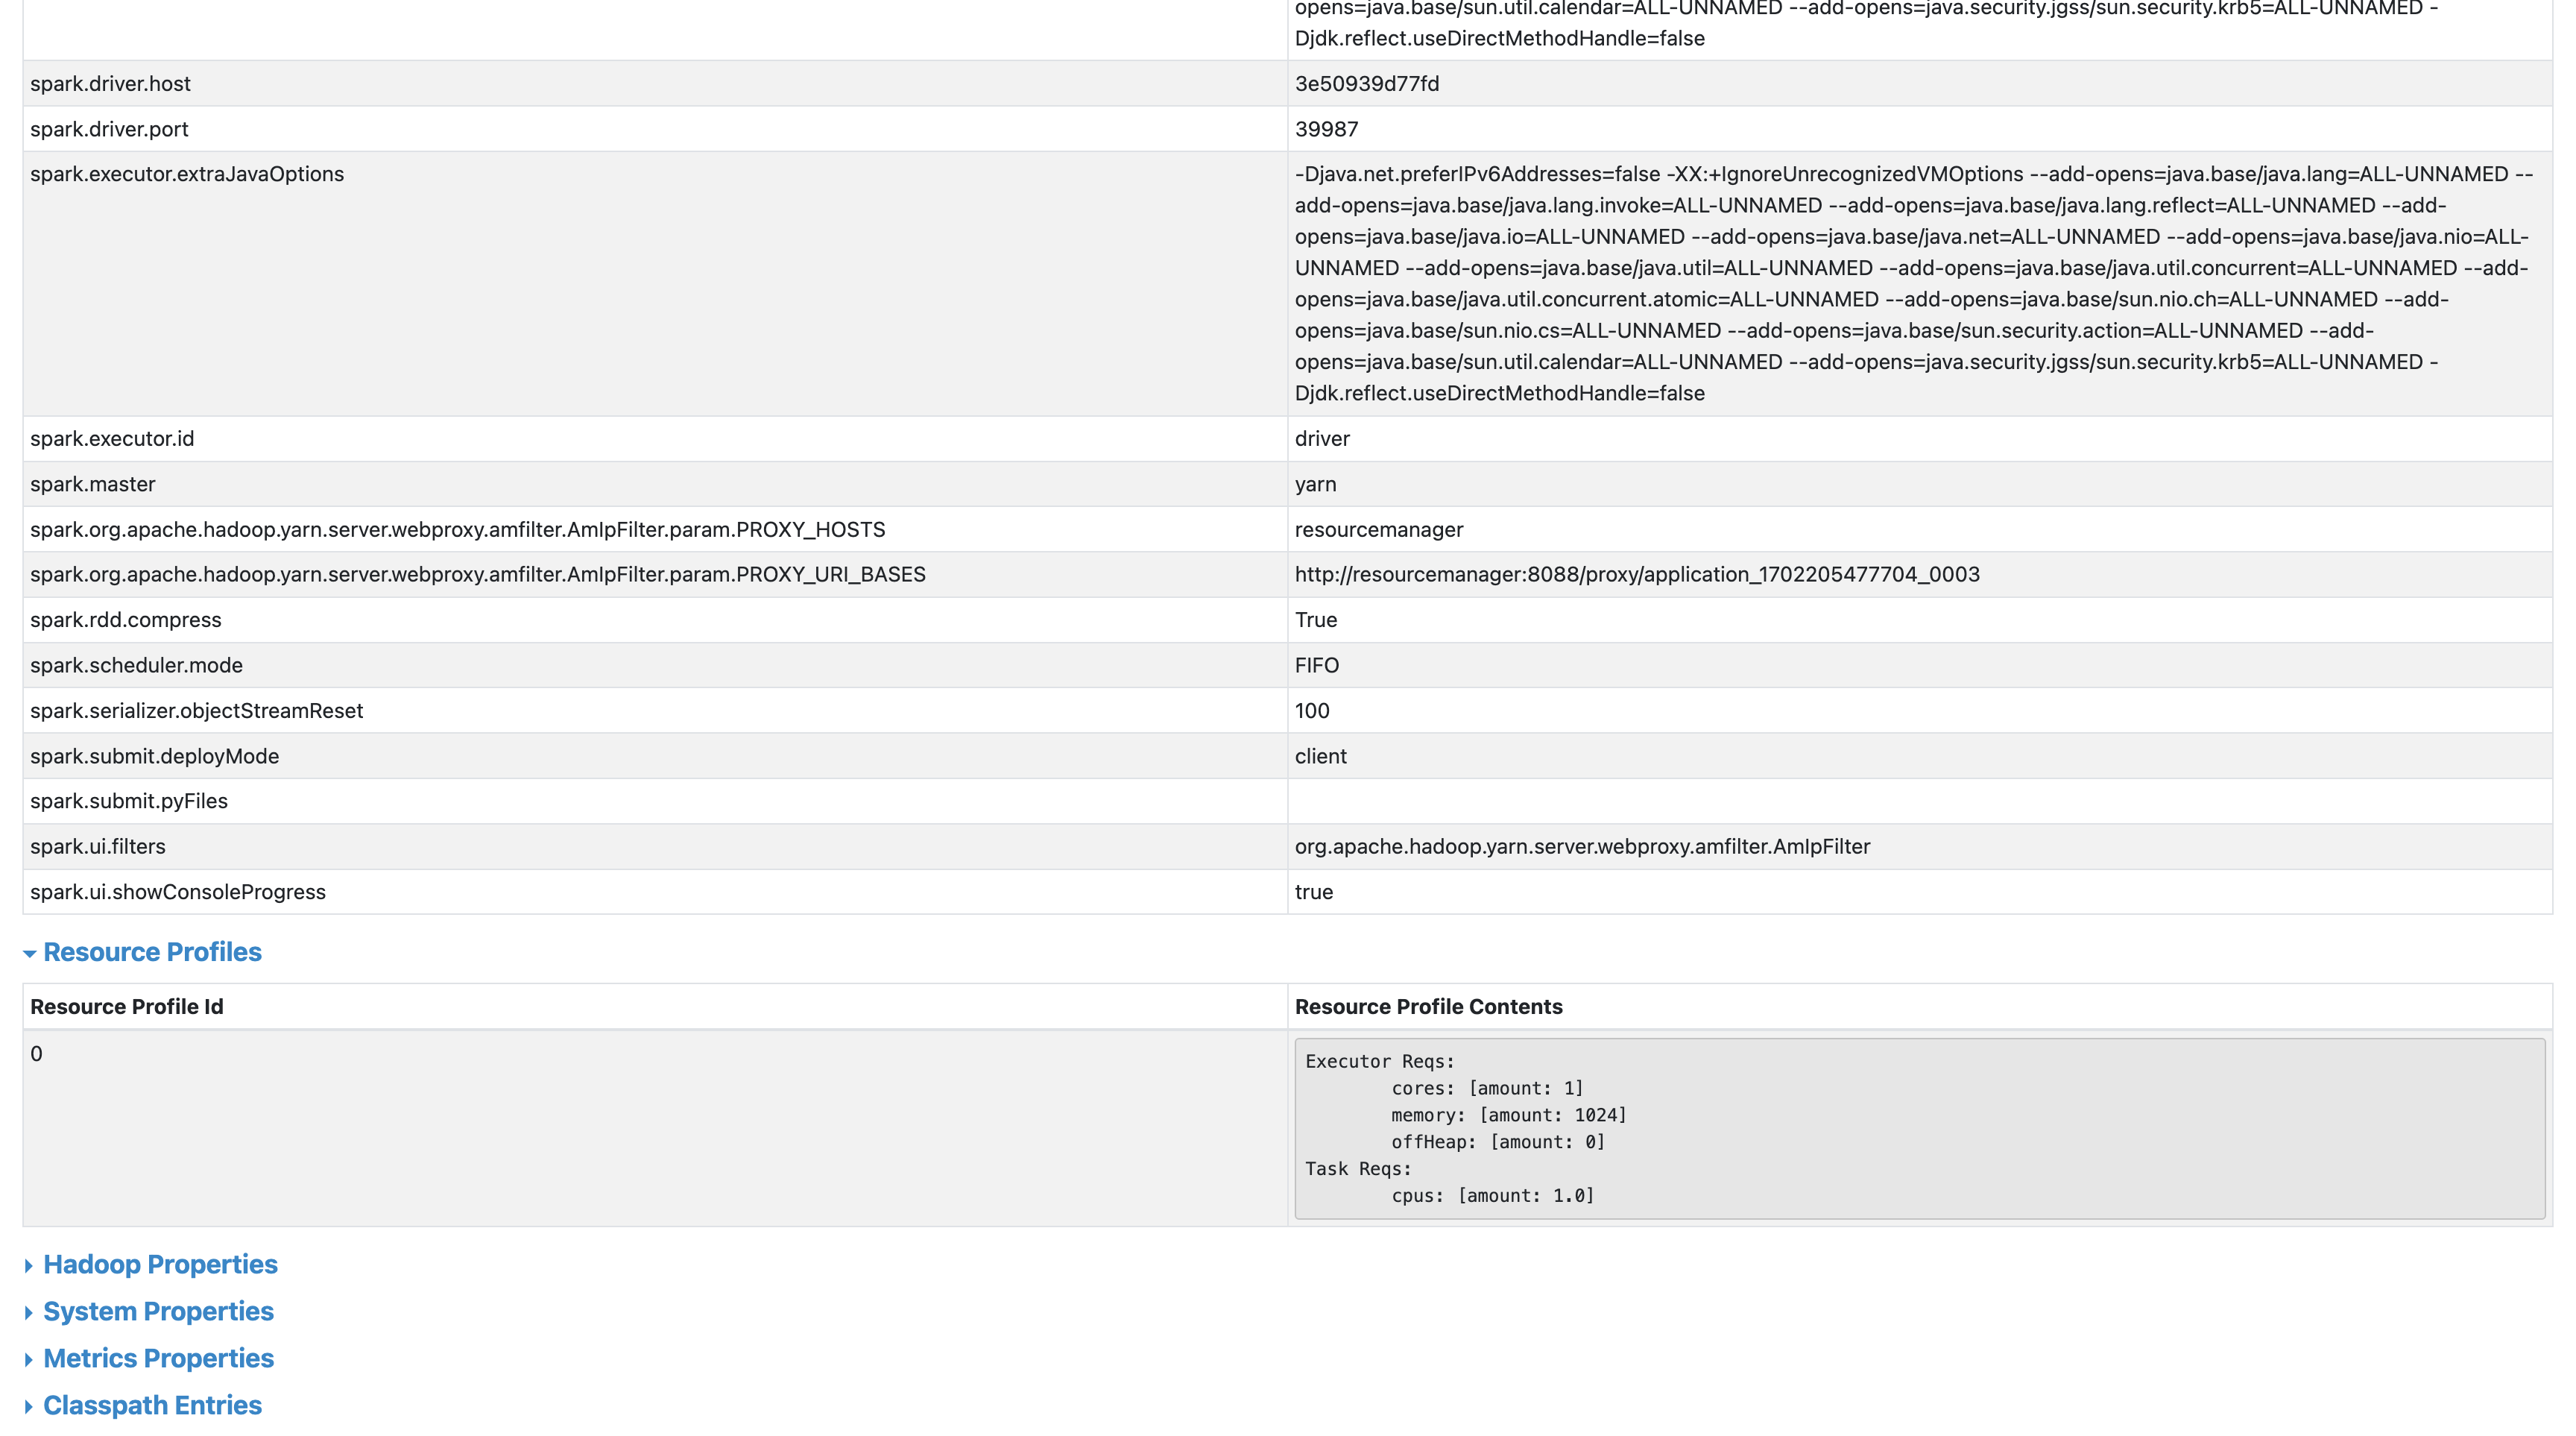 opens=java.base/sun.util.calendar=ALL-UNNAMED --add-opens=java.security.jgss/sun.security.krb5=ALL-UNNAMED -
Djdk.reflect.useDirectMethodHandle=false
spark.driver.host 3e50939d77fd
spark.driver.port 39987
spark.executor.extraJavaOptions -Djava.net.preferIPv6Addresses=false -XX:+IgnoreUnrecognizedVMOptions --add-opens=java.base/java.lang=ALL-UNNAMED --
add-opens=java.base/java.lang.invoke=ALL-UNNAMED --add-opens=java.base/java.lang.reflect=ALL-UNNAMED --add-
opens=java.base/java.io=ALL-UNNAMED --add-opens=java.base/java.net=ALL-UNNAMED --add-opens=java.base/java.nio=ALL-
UNNAMED --add-opens=java.base/java.util=ALL-UNNAMED --add-opens=java.base/java.util.concurrent=ALL-UNNAMED --add-
opens=java.base/java.util.concurrent.atomic=ALL-UNNAMED --add-opens=java.base/sun.nio.ch=ALL-UNNAMED --add-
opens=java.base/sun.nio.cs=ALL-UNNAMED --add-opens=java.base/sun.security.action=ALL-UNNAMED --add-
opens=java.base/sun.util.calendar=ALL-UNNAMED --add-opens=java.security.jgss/sun.security.krb5=ALL-UNNAMED -
Djdk.reflect.useDirectMethodHandle=false
spark.executor.id driver
spark.master yarn
spark.org.apache.hadoop.yarn.server.webproxy.amfilter.AmIpFilter.param.PROXY_HOSTS resourcemanager
spark.org.apache.hadoop.yarn.server.webproxy.amfilter.AmIpFilter.param.PROXY_URI_BASES http://resourcemanager:8088/proxy/application_1702205477704_0003
spark.rdd.compress True
spark.scheduler.mode FIFO
spark.serializer.objectStreamReset 100
spark.submit.deployMode client
spark.submit.pyFiles
spark.ui.filters org.apache.hadoop.yarn.server.webproxy.amfilter.AmIpFilter
spark.ui.showConsoleProgress true
Resource Profiles
Resource Profile Id Resource Profile Contents
0 Executor Reqs:
cores: [amount: 1]
memory: [amount: 1024]
offHeap: [amount: 0]
Task Reqs:
cpus: [amount: 1.0]
Hadoop Properties
System Properties
Metrics Properties
Classpath Entries